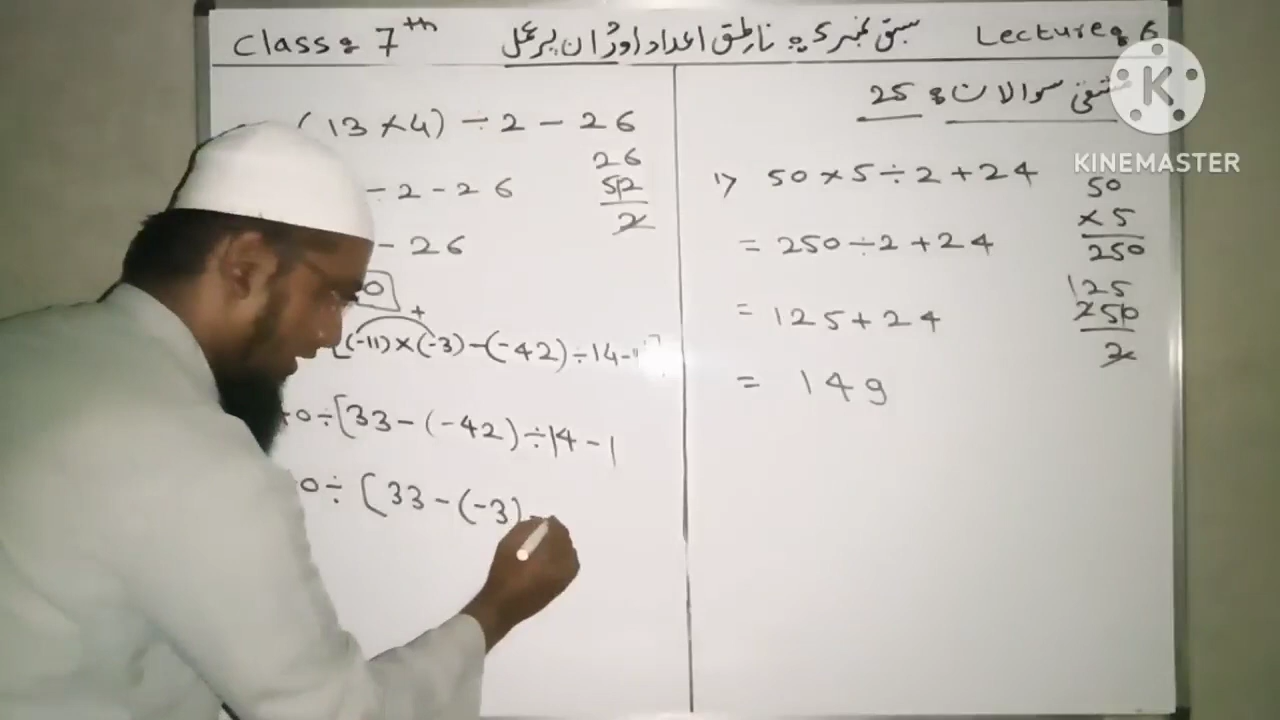 Class: 7th سبق نمبر 5: ناطق اعداد اور ان پر عمل Lecture: 6
(13 × 4) ÷ 2 - 26
- 2 - 26
- 26
0
26
52
2
+
[(-11) × (-3) - (-42) ÷ 14 -
0 ÷ [33 - (-42) ÷ 14 - 1
0 ÷ [33 - (-3) -
مشقی سوالات: 25
1) 50 × 5 ÷ 2 + 24
= 250 ÷ 2 + 24
= 125 + 24
= 149
50
× 5
250
125
250
2
K
KINEMASTER